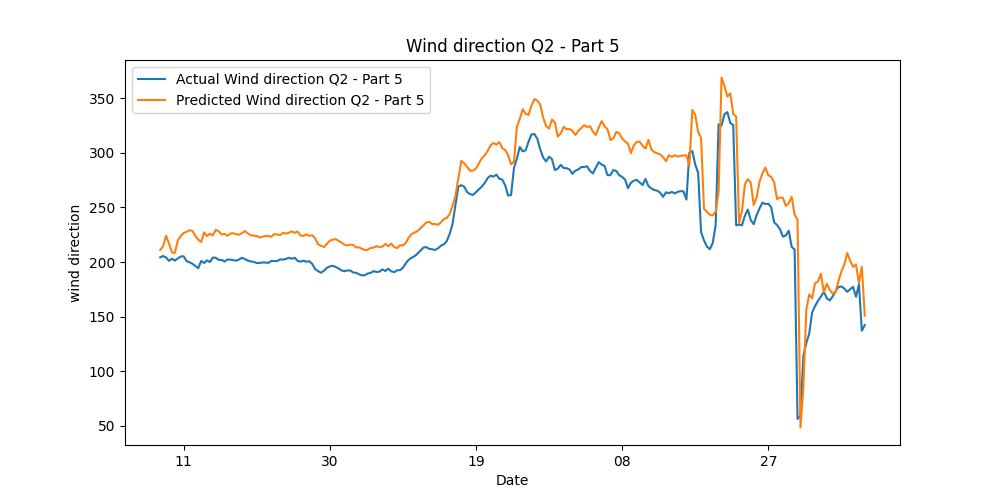 Wind direction Q2 - Part 5
Actual Wind direction Q2 - Part 5
Predicted Wind direction Q2 - Part 5
350
300
250
200
150
100
50
wind direction
11 30 19 08 27
Date